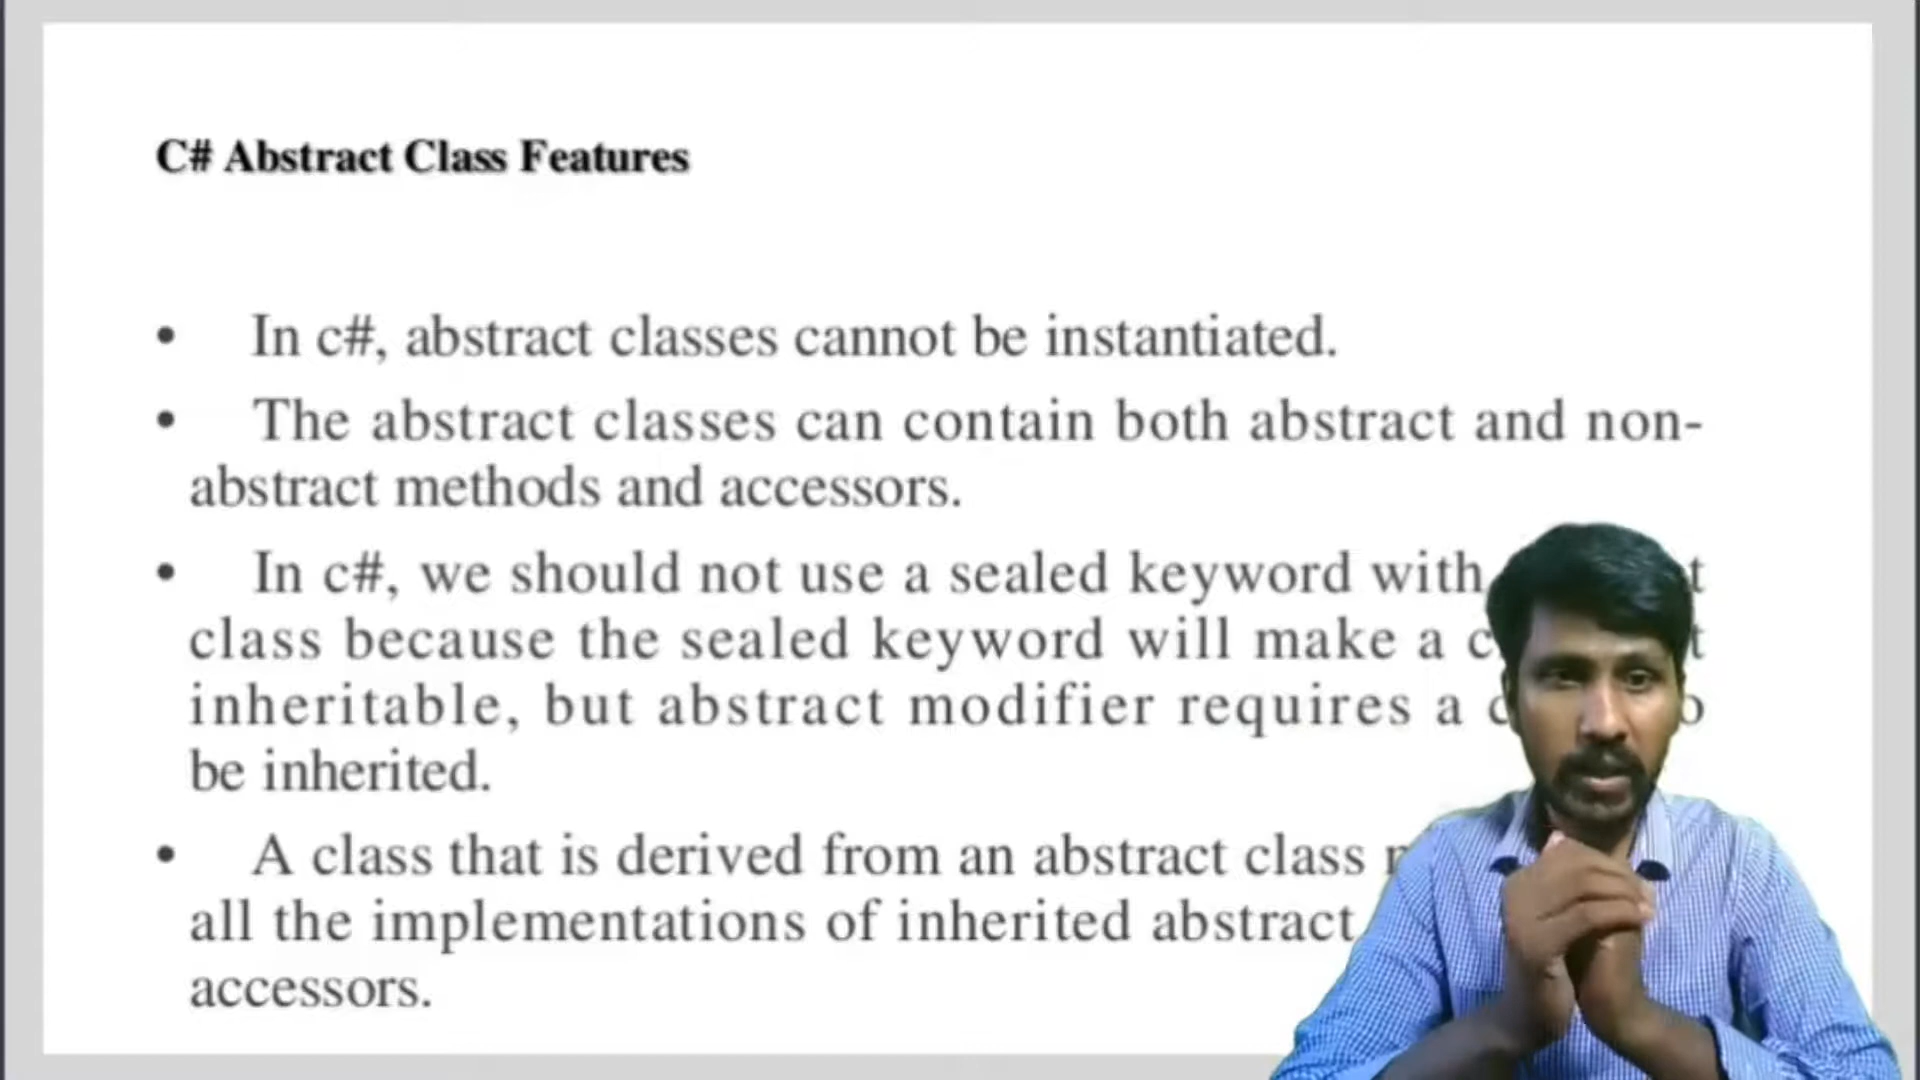 C# Abstract Class Features
• In c#, abstract classes cannot be instantiated.
• The abstract classes can contain both abstract and non-
abstract methods and accessors.
• In c#, we should not use a sealed keyword with
class because the sealed keyword will make a
inheritable, but abstract modifier requires a
be inherited.
• A class that is derived from an abstract class
all the implementations of inherited abstract
accessors.